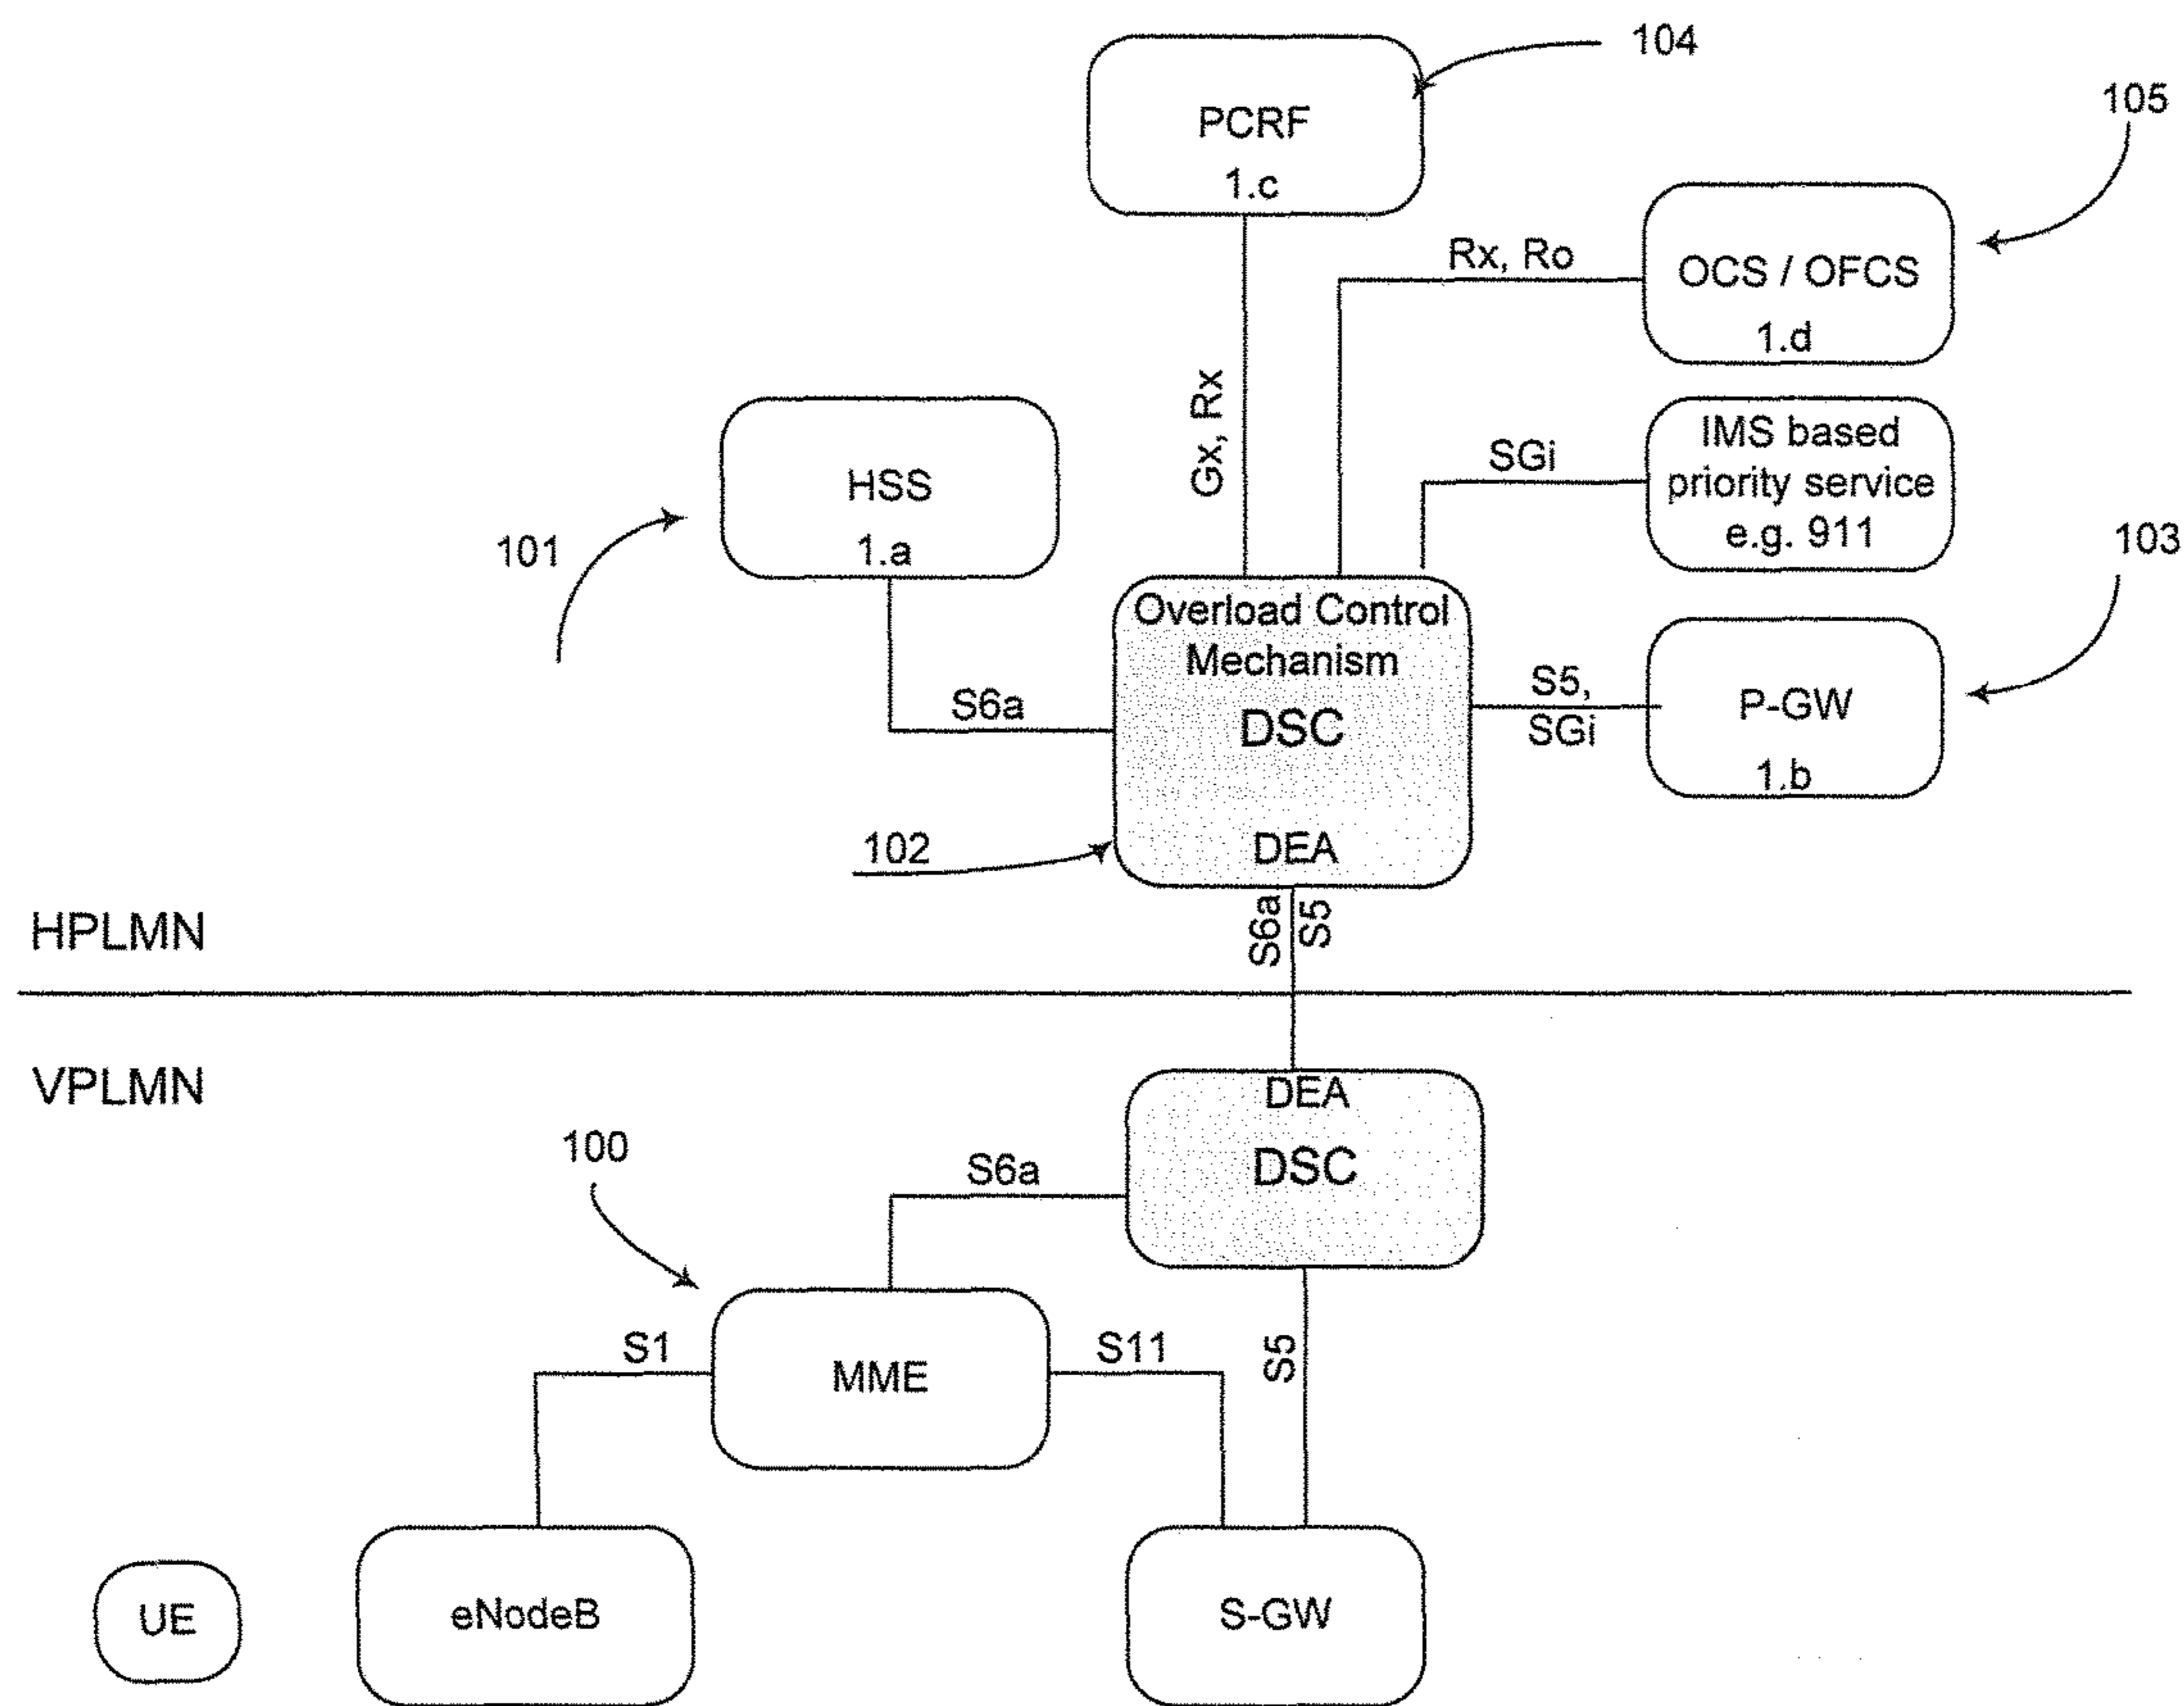 104
PCRF
1.c
105
Rx, Ro
OCS / OFCS
1.d
Gx, Rx
HSS
1.a
101
SGi
IMS based
priority service
e.g. 911
103
Overload Control
Mechanism
DSC
DEA
S6a
S5,
SGi
P-GW
1.b
102
HPLMN
S6a
S5
VPLMN
DEA
DSC
100
S6a
S1
MME
S11
S5
UE
eNodeB
S-GW